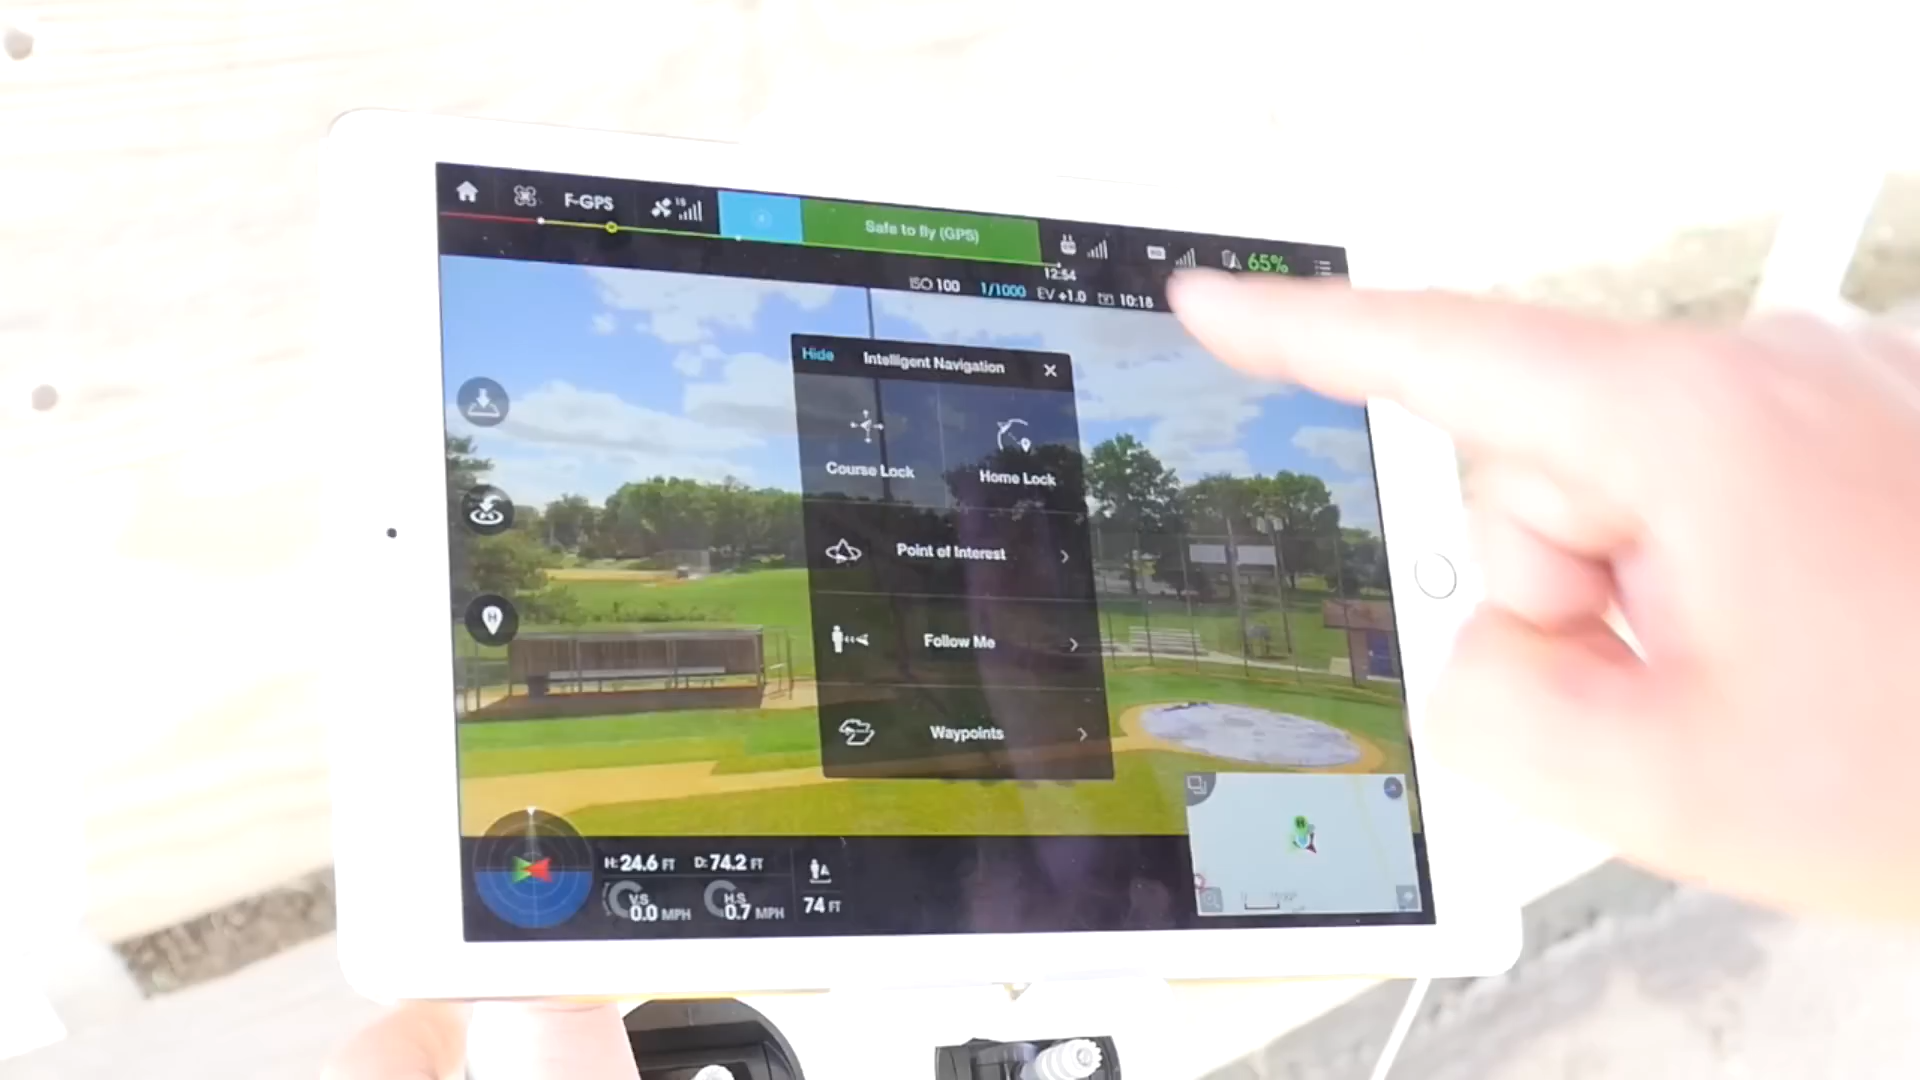 F-GPS
Safe to fly (GPS)
65%
12:54
ISO 100 1/1000 EV +1.0 10:18
Hide Intelligent Navigation
Course Lock Home Lock
Point of Interest
Follow Me
Waypoints
H: 24.6 FT D: 74.2 FT
V.S 0.0 MPH H.S 0.7 MPH 74 FT
H